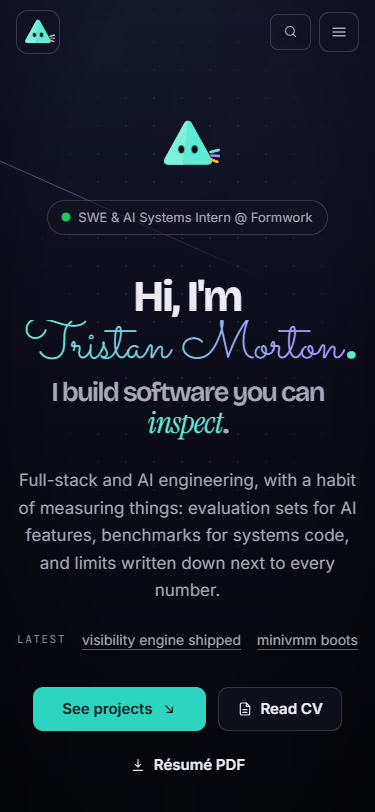 SWE & AI Systems Intern @ Formwork
Hi, I'm
Tristan Morton.
I build software you can
inspect.
Full-stack and AI engineering, with a habit
of measuring things: evaluation sets for AI
features, benchmarks for systems code,
and limits written down next to every
number.
LATEST visibility engine shipped minivmm boots
See projects Read CV
Résumé PDF